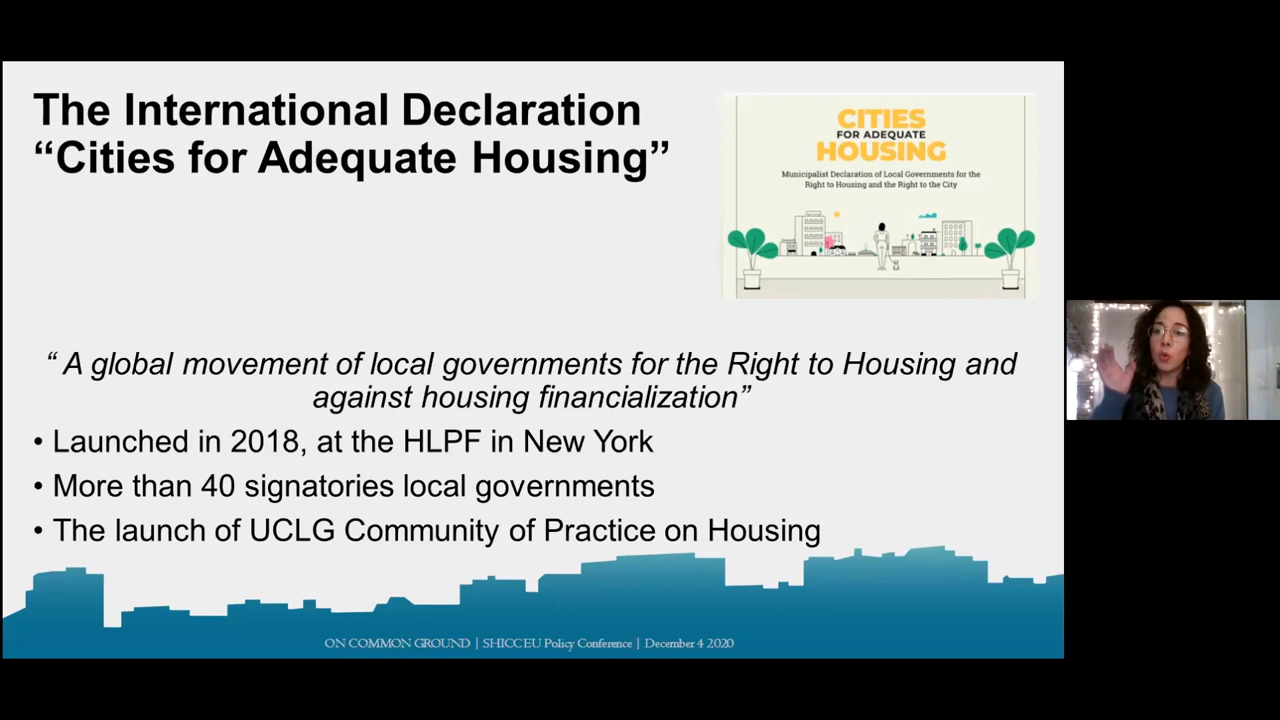 The International Declaration
“Cities for Adequate Housing”
CITIES
FOR ADEQUATE
HOUSING
Municipalist Declaration of Local Governments for the
Right to Housing and the Right to the City
“ A global movement of local governments for the Right to Housing and
against housing financialization”
• Launched in 2018, at the HLPF in New York
• More than 40 signatories local governments
• The launch of UCLG Community of Practice on Housing
ON COMMON GROUND | SHICC EU Policy Conference | December 4 2020